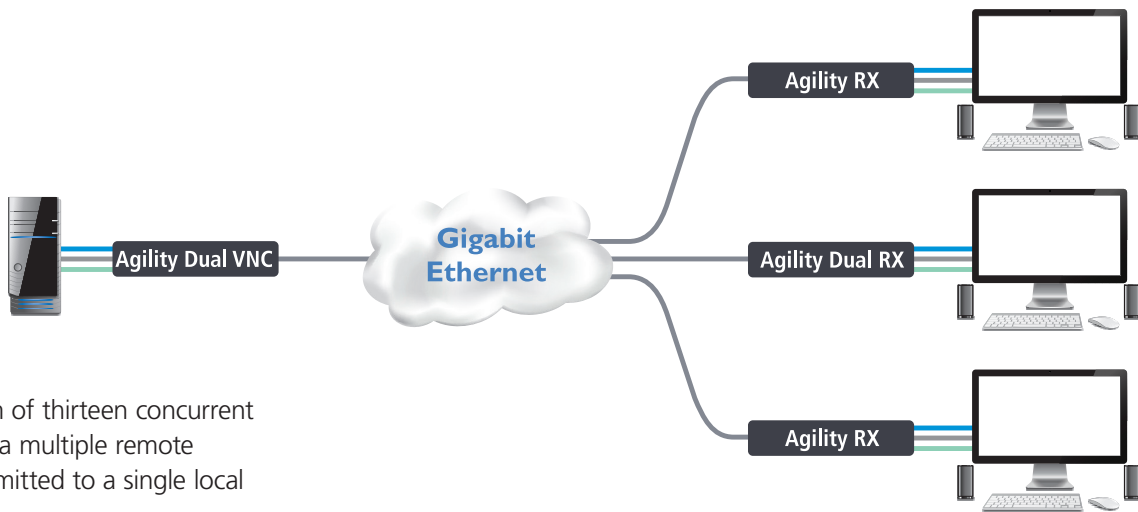 Agility RX
Agility Dual VNC
Gigabit
Ethernet
Agility Dual RX
Agility RX
of thirteen concurrent
a multiple remote
mitted to a single local